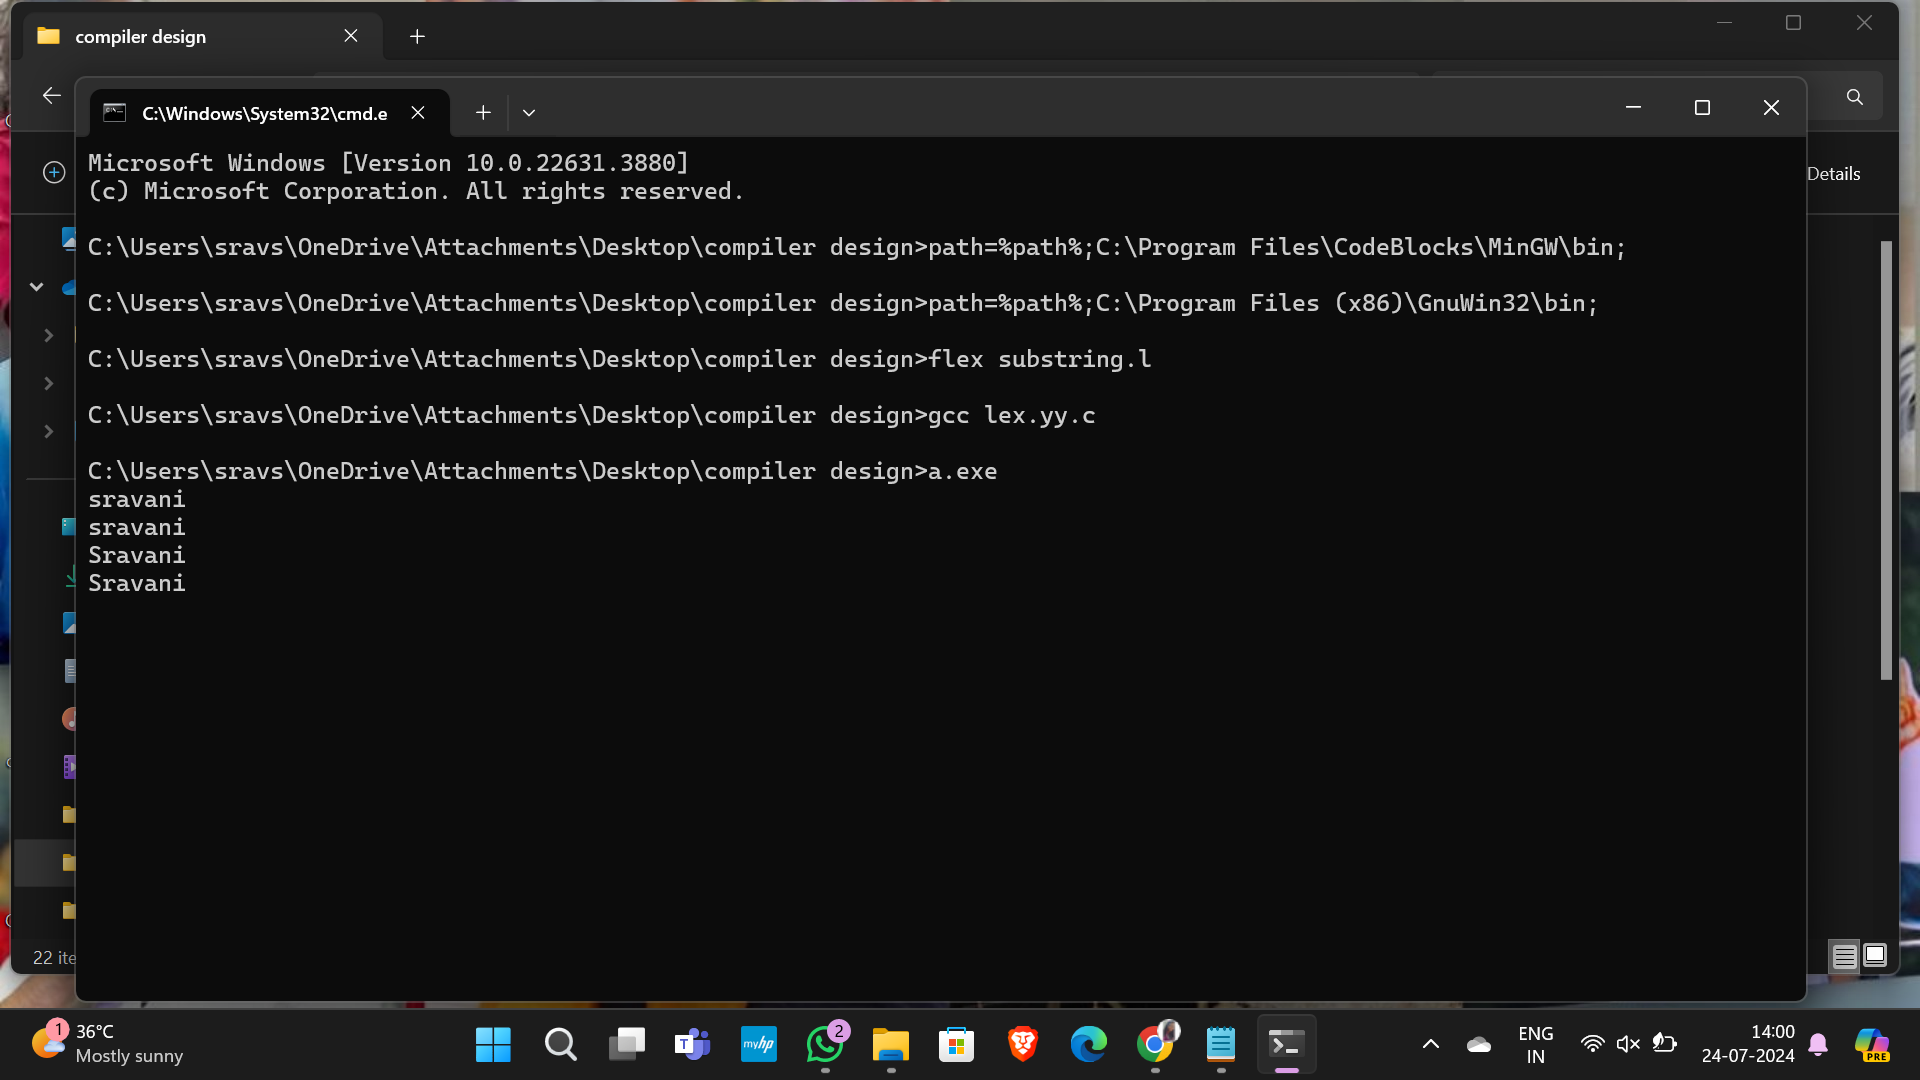 compiler design
C:\Windows\System32\cmd.e
Details
Microsoft Windows [Version 10.0.22631.3880]
(c) Microsoft Corporation. All rights reserved.
C:\Users\sravs\OneDrive\Attachments\Desktop\compiler design>path=%path%;C:\Program Files\CodeBlocks\MinGW\bin;
C:\Users\sravs\OneDrive\Attachments\Desktop\compiler design>path=%path%;C:\Program Files (x86)\GnuWin32\bin;
C:\Users\sravs\OneDrive\Attachments\Desktop\compiler design>flex substring.l
C:\Users\sravs\OneDrive\Attachments\Desktop\compiler design>gcc lex.yy.c
C:\Users\sravs\OneDrive\Attachments\Desktop\compiler design>a.exe
sravani
sravani
Sravani
Sravani
22 ite
1
36°C
Mostly sunny
T
myhp
2
ENG
IN
14:00
24-07-2024
PRE